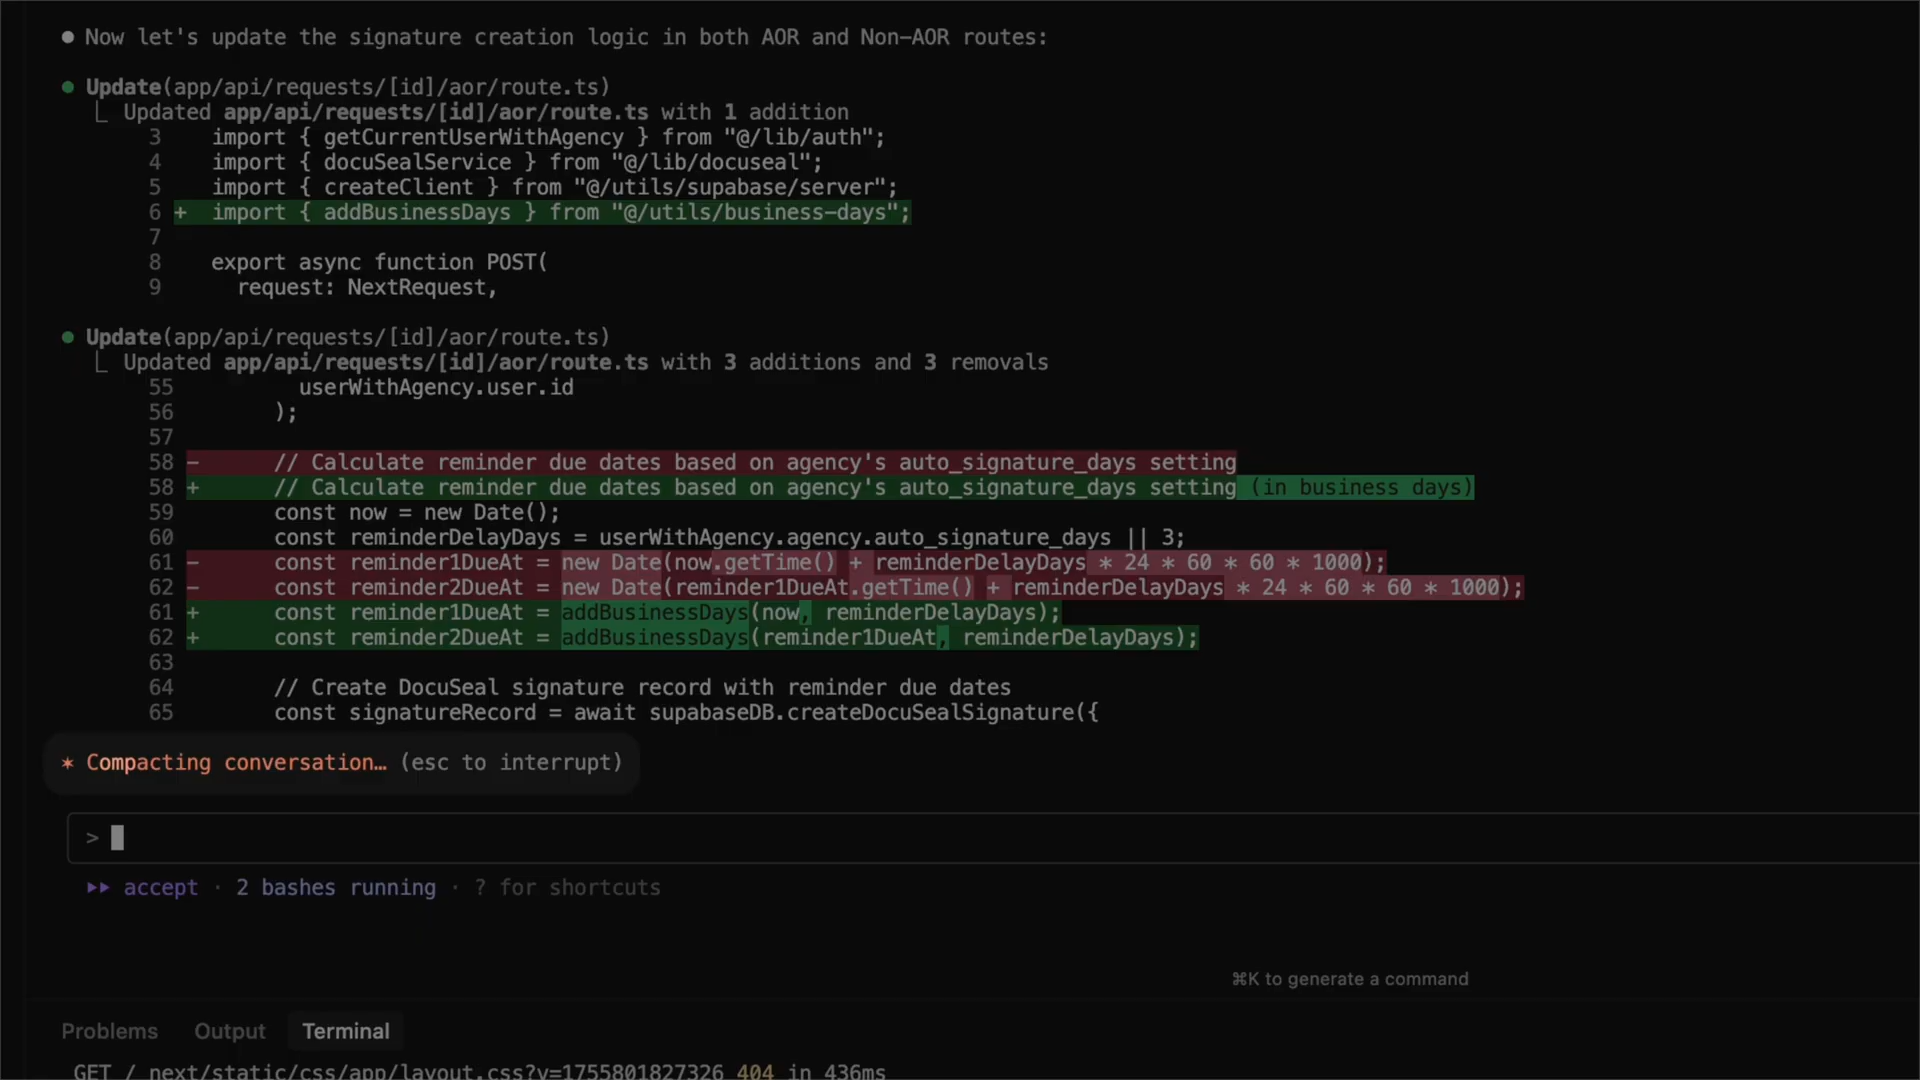 ● Now let's update the signature creation logic in both AOR and Non-AOR routes:
● Update(app/api/requests/[id]/aor/route.ts)
⎿ Updated app/api/requests/[id]/aor/route.ts with 1 addition
3 import { getCurrentUserWithAgency } from "@/lib/auth";
4 import { docuSealService } from "@/lib/docuseal";
5 import { createClient } from "@/utils/supabase/server";
6 + import { addBusinessDays } from "@/utils/business-days";
7
8 export async function POST(
9 request: NextRequest,
● Update(app/api/requests/[id]/aor/route.ts)
⎿ Updated app/api/requests/[id]/aor/route.ts with 3 additions and 3 removals
55 userWithAgency.user.id
56 );
57
58 - // Calculate reminder due dates based on agency's auto_signature_days setting
58 + // Calculate reminder due dates based on agency's auto_signature_days setting (in business days)
59 const now = new Date();
60 const reminderDelayDays = userWithAgency.agency.auto_signature_days || 3;
61 - const reminder1DueAt = new Date(now.getTime() + reminderDelayDays * 24 * 60 * 60 * 1000);
62 - const reminder2DueAt = new Date(reminder1DueAt.getTime() + reminderDelayDays * 24 * 60 * 60 * 1000);
61 + const reminder1DueAt = addBusinessDays(now, reminderDelayDays);
62 + const reminder2DueAt = addBusinessDays(reminder1DueAt, reminderDelayDays);
63
64 // Create DocuSeal signature record with reminder due dates
65 const signatureRecord = await supabaseDB.createDocuSealSignature({
✶ Compacting conversation… (esc to interrupt)
>
▸▸ accept · 2 bashes running · ? for shortcuts
⌘K to generate a command
Problems Output Terminal
GET /_next/static/css/app/layout.css?v=1755801827326 404 in 436ms